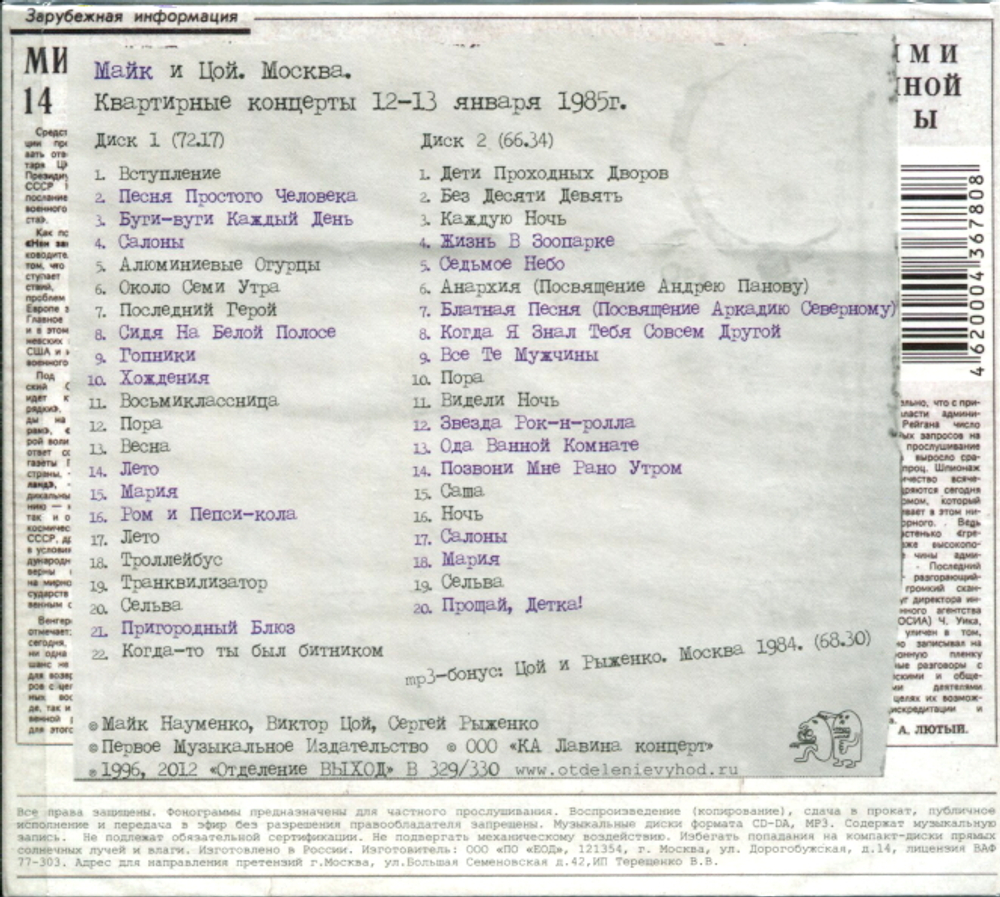 Зарубежная информация
МИ
14
ІМИ
ІНОЙ
Ы
Майк и Цой. Москва.
Квартирные концерты 12-13 января 1985г.
Диск 1 (72.17)
1. Вступление
2. Песня Простого Человека
3. Буги-вуги Каждый День
4. Салоны
5. Алюминиевые Огурцы
6. Около Семи Утра
7. Последний Герой
8. Сидя На Белой Полосе
9. Гопники
10. Хождения
11. Восьмиклассница
12. Пора
13. Весна
14. Лето
15. Мария
16. Ром и Пепси-кола
17. Лето
18. Троллейбус
19. Транквилизатор
20. Сельва
21. Пригородный Блюз
22. Когда-то ты был битником
Диск 2 (66.34)
1. Дети Проходных Дворов
2. Без Десяти Девять
3. Каждую Ночь
4. Жизнь В Зоопарке
5. Седьмое Небо
6. Анархия (Посвящение Андрею Панову)
7. Блатная Песня (Посвящение Аркадию Северному)
8. Когда Я Знал Тебя Совсем Другой
9. Все Те Мужчины
10. Пора
11. Видели Ночь
12. Звезда Рок-н-ролла
13. Ода Ванной Комнате
14. Позвони Мне Рано Утром
15. Саша
16. Ночь
17. Салоны
18. Мария
19. Сельва
20. Прощай, Детка!
mp3-бонус: Цой и Рыженко. Москва 1984. (68.30)
Майк Науменко, Виктор Цой, Сергей Рыженко
Первое Музыкальное Издательство © ООО «КА Лавина концерт»
1996, 2012 «Отделение ВЫХОД» В 329/330 www.otdelenievyhod.ru
4620004367808
А. ЛЮТЫЙ.
Все права защищены. Фонограммы предназначены для частного прослушивания. Воспроизведение (копирование), сдача в прокат, публичное
исполнение и передача в эфир без разрешения правообладателя запрещены. Музыкальные диски формата CD-DA, MP3. Содержат музыкальную
запись. Не подлежат обязательной сертификации. Не подвергать механическому воздействию. Избегать попадания на компакт-диски прямых
солнечных лучей и влаги. Изготовлено в России. Изготовитель: ООО «ПО «ЕОД», 121354, г. Москва, ул. Дорогобужская, д.14, лицензия ВАФ
77-303. Адрес для направления претензий г.Москва, ул.Большая Семеновская д.42,ИП Терещенко В.В.